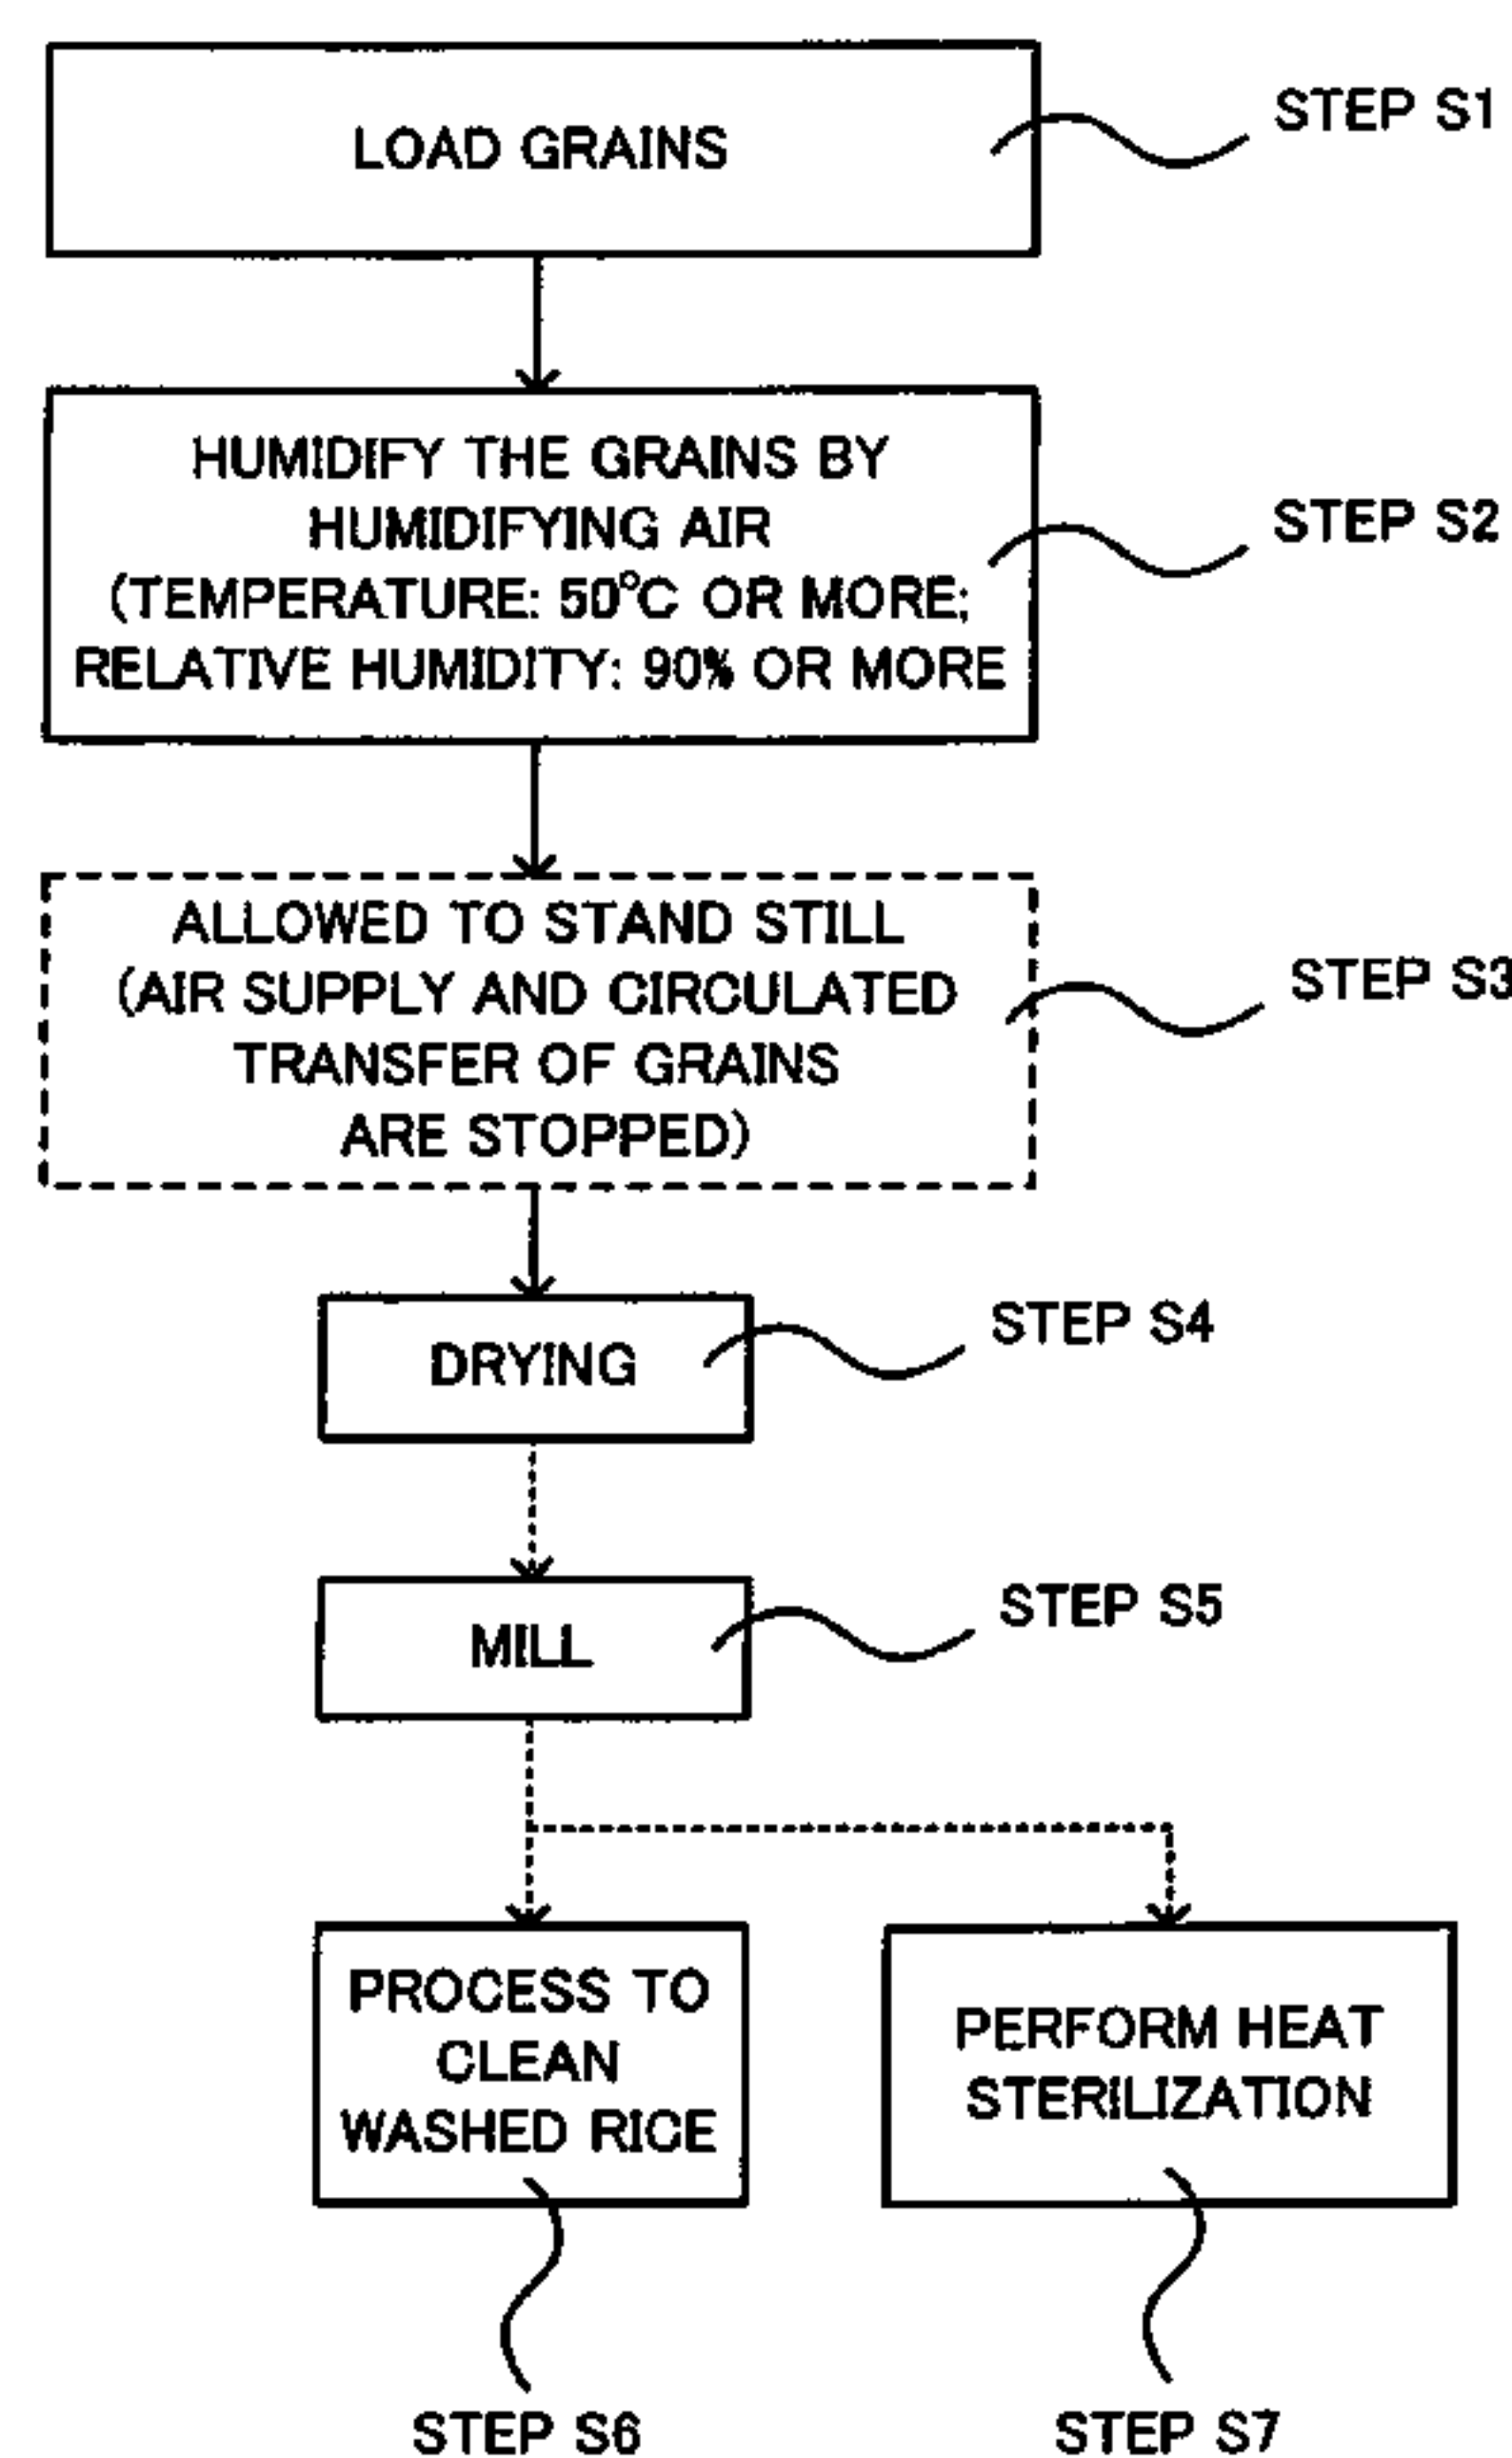 LOAD GRAINS
STEP S1
HUMIDIFY THE GRAINS BY
HUMIDIFYING AIR
(TEMPERATURE: 50°C OR MORE;
RELATIVE HUMIDITY: 90% OR MORE
STEP S2
ALLOWED TO STAND STILL
(AIR SUPPLY AND CIRCULATED
TRANSFER OF GRAINS
ARE STOPPED)
STEP S3
DRYING
STEP S4
MILL
STEP S5
PROCESS TO
CLEAN
WASHED RICE
PERFORM HEAT
STERILIZATION
STEP S6
STEP S7